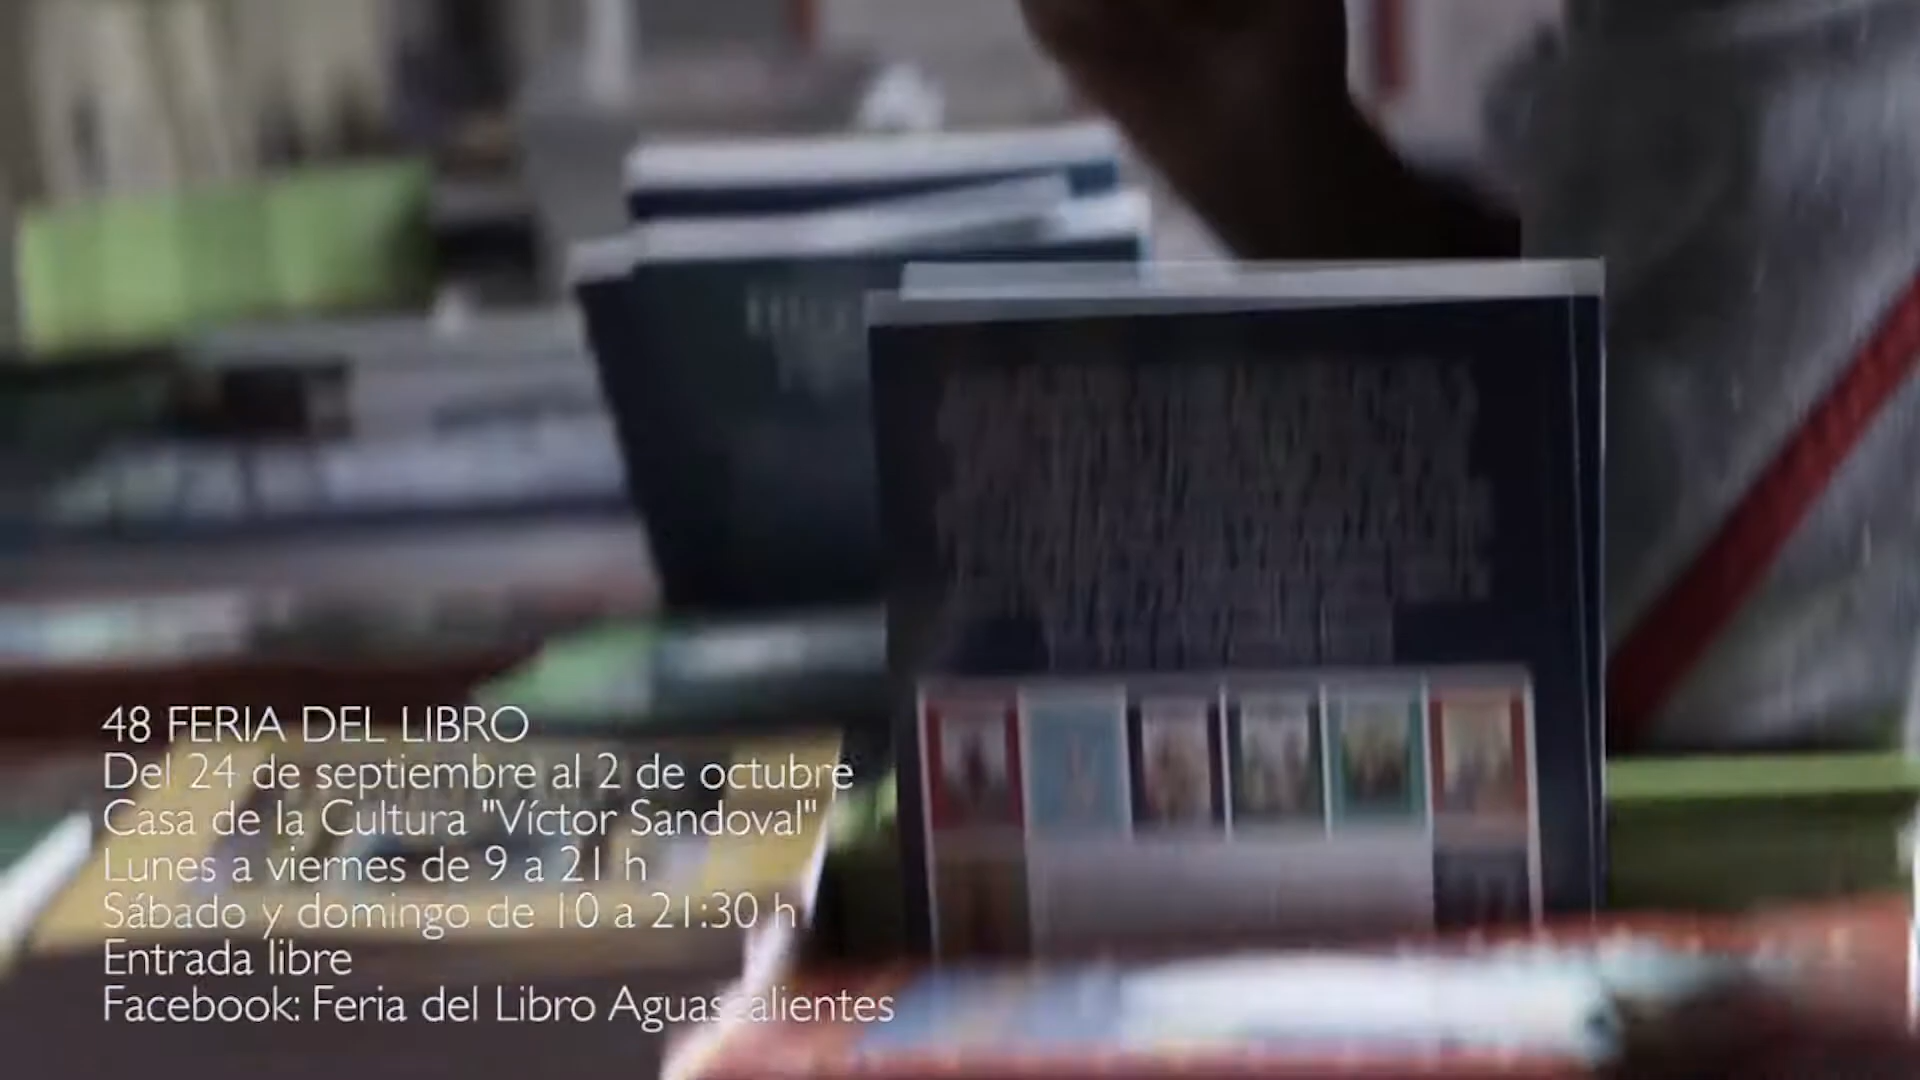 48 FERIA DEL LIBRO
Del 24 de septiembre al 2 de octubre
Casa de la Cultura "Víctor Sandoval"
Lunes a viernes de 9 a 21 h
Sábado y domingo de 10 a 21:30 h
Entrada libre
Facebook: Feria del Libro Aguascalientes